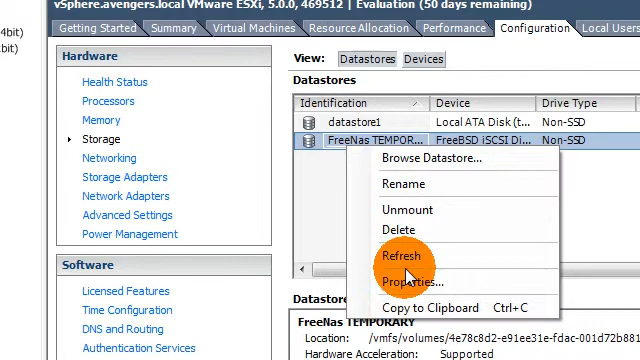 vSphere.avengers.local VMware ESXi, 5.0.0, 469512 | Evaluation (50 days remaining)
4bit)
bit)
Getting Started Summary Virtual Machines Resource Allocation Performance Configuration Local Users
Hardware
Health Status
Processors
Memory
Storage
Networking
Storage Adapters
Network Adapters
Advanced Settings
Power Management
Software
Licensed Features
Time Configuration
DNS and Routing
Authentication Services
View: Datastores Devices
Datastores
Identification Device Drive Type
datastore1 Local ATA Disk (t... Non-SSD
FreeNas TEMPOR... FreeBSD iSCSI Di... Non-SSD
Browse Datastore...
Rename
Unmount
Delete
Refresh
Properties...
Copy to Clipboard Ctrl+C
Datastor
FreeNas TEMPORARY
Location: /vmfs/volumes/4e78c8d2-e91ee31e-fdac-001d72b881
Hardware Acceleration: Supported